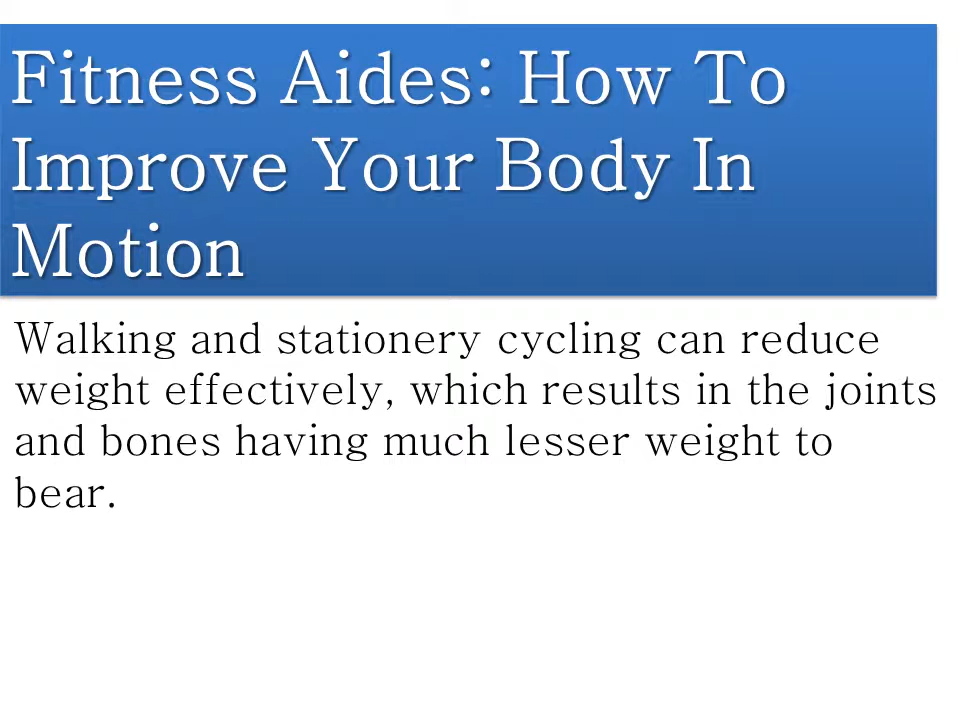 Fitness Aides: How To
Improve Your Body In
Motion
Walking and stationery cycling can reduce
weight effectively, which results in the joints
and bones having much lesser weight to
bear.